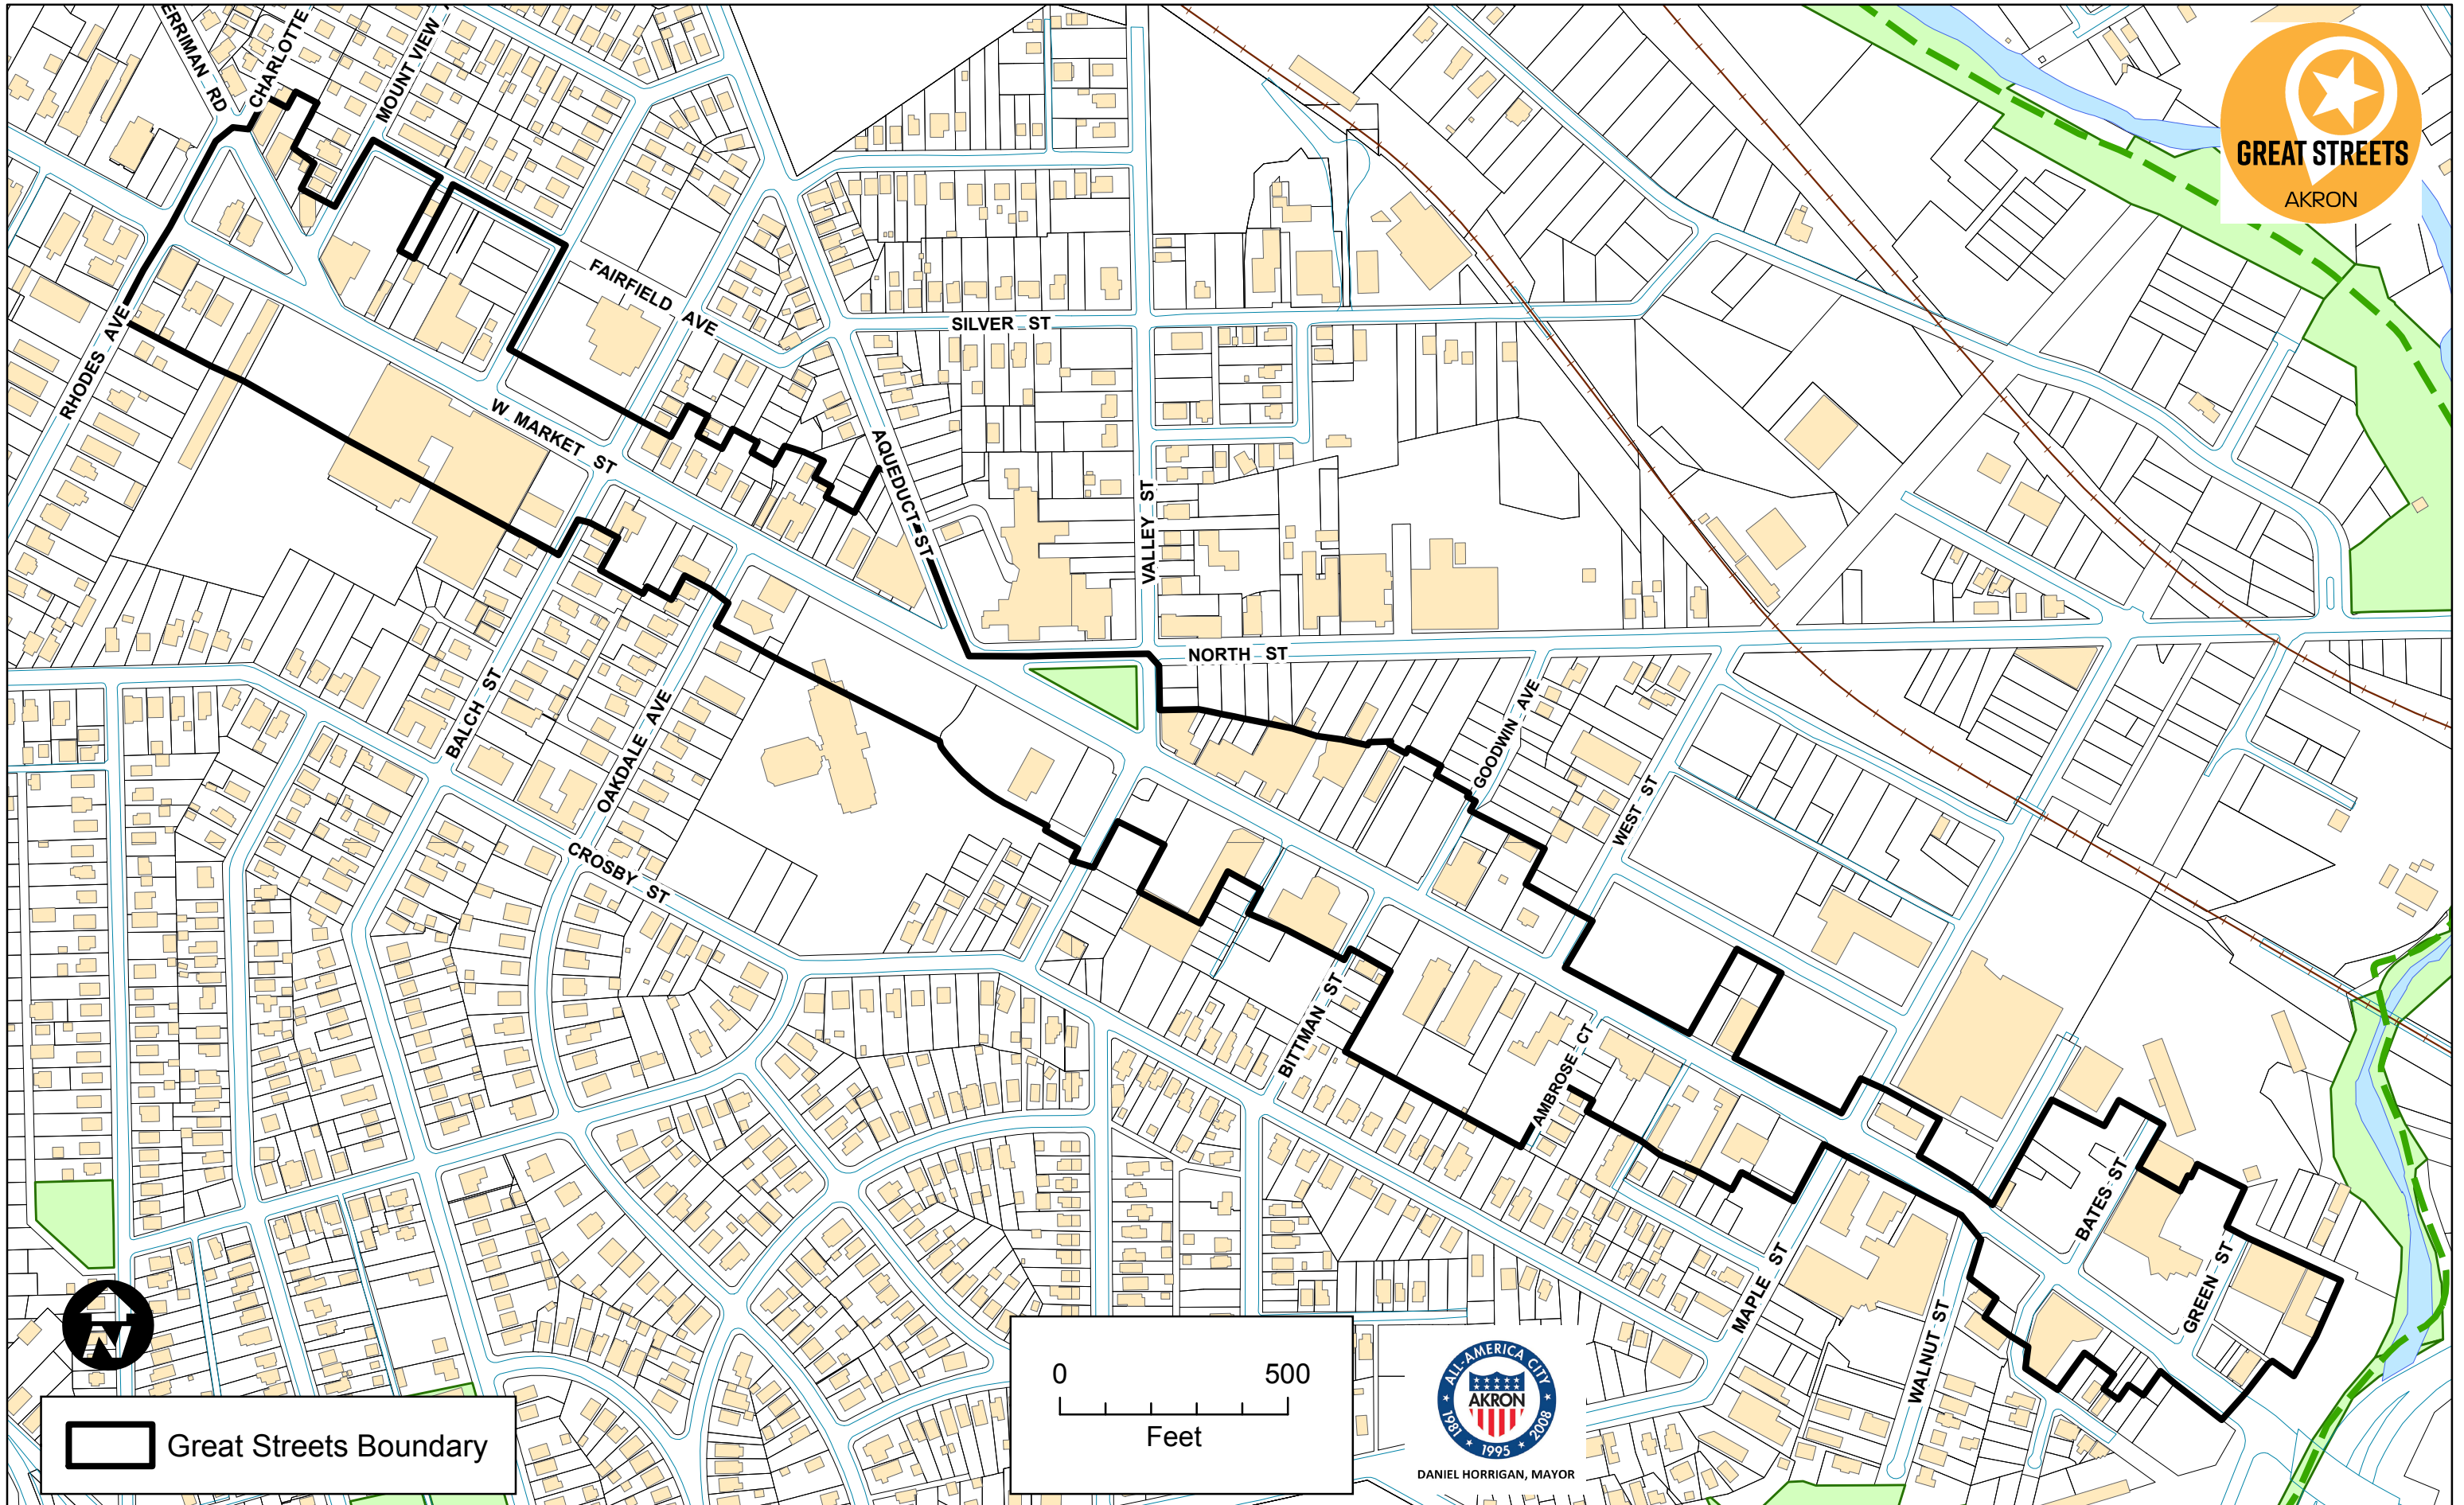 ERRIMAN RD
CHARLOTTE
MOUNT VIEW
GREAT STREETS
AKRON
FAIRFIELD AVE
SILVER ST
RHODES AVE
W MARKET ST
AQUEDUCT ST
VALLEY ST
NORTH ST
GOODWIN AVE
BALCH ST
OAKDALE AVE
WEST ST
CROSBY ST
BITTMAN ST
AMBROSE CT
BATES ST
GREEN ST
MAPLE ST
WALNUT ST
N
0 500
Feet
Great Streets Boundary
ALL-AMERICA CITY
AKRON
1981 ★ 1995 ★ 2008
DANIEL HORRIGAN, MAYOR